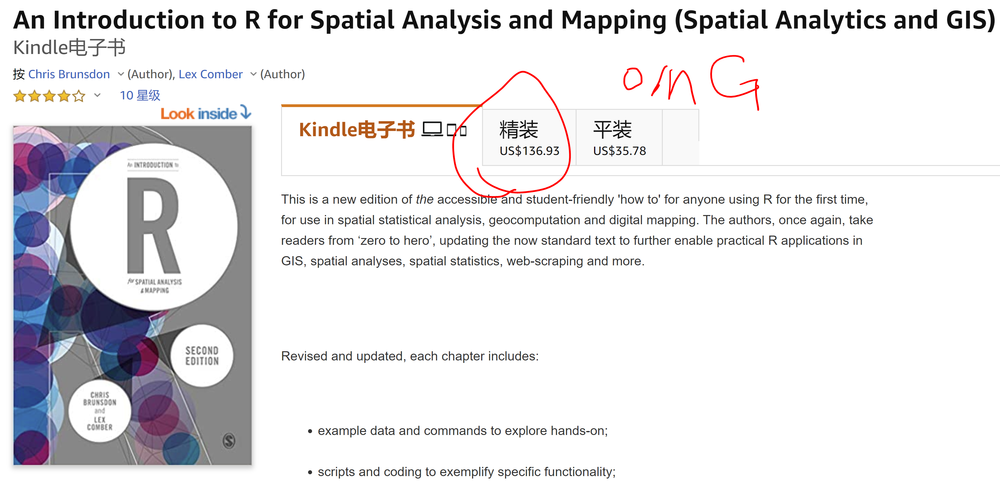 An Introduction to R for Spatial Analysis and Mapping (Spatial Analytics and GIS)
Kindle电子书
按 Chris Brunsdon (Author), Lex Comber (Author)
10 星级
Look inside
An INTRODUCTION to
R
for SPATIAL ANALYSIS
& MAPPING
SECOND
EDITION
CHRIS
BRUNSDON
and
LEX
COMBER
S
omG
Kindle电子书
精装
US$136.93
平装
US$35.78
This is a new edition of the accessible and student-friendly 'how to' for anyone using R for the first time,
for use in spatial statistical analysis, geocomputation and digital mapping. The authors, once again, take
readers from ‘zero to hero’, updating the now standard text to further enable practical R applications in
GIS, spatial analyses, spatial statistics, web-scraping and more.
Revised and updated, each chapter includes:
• example data and commands to explore hands-on;
• scripts and coding to exemplify specific functionality;